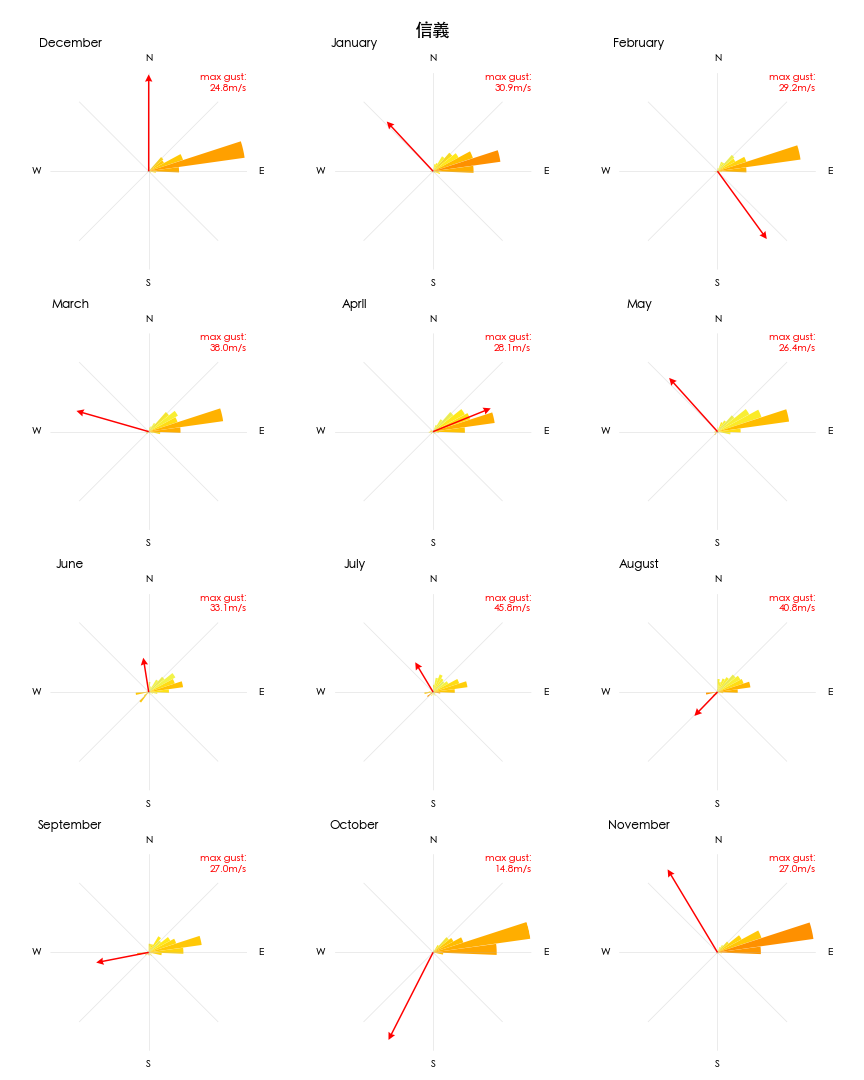 信義
December
N
max gust:
24.8m/s
W
E
S
January
N
max gust:
30.9m/s
W
E
February
N
max gust:
29.2m/s
W
E
S
March
N
max gust:
38.0m/s
W
E
S
April
N
max gust:
28.1m/s
W
E
May
N
max gust:
26.4m/s
W
E
S
June
N
max gust:
33.1m/s
W
E
S
July
N
max gust:
45.8m/s
W
E
S
August
N
max gust:
40.8m/s
W
E
S
September
N
max gust:
27.0m/s
W
E
S
October
N
max gust:
14.8m/s
W
E
S
November
N
max gust:
27.0m/s
W
E
S